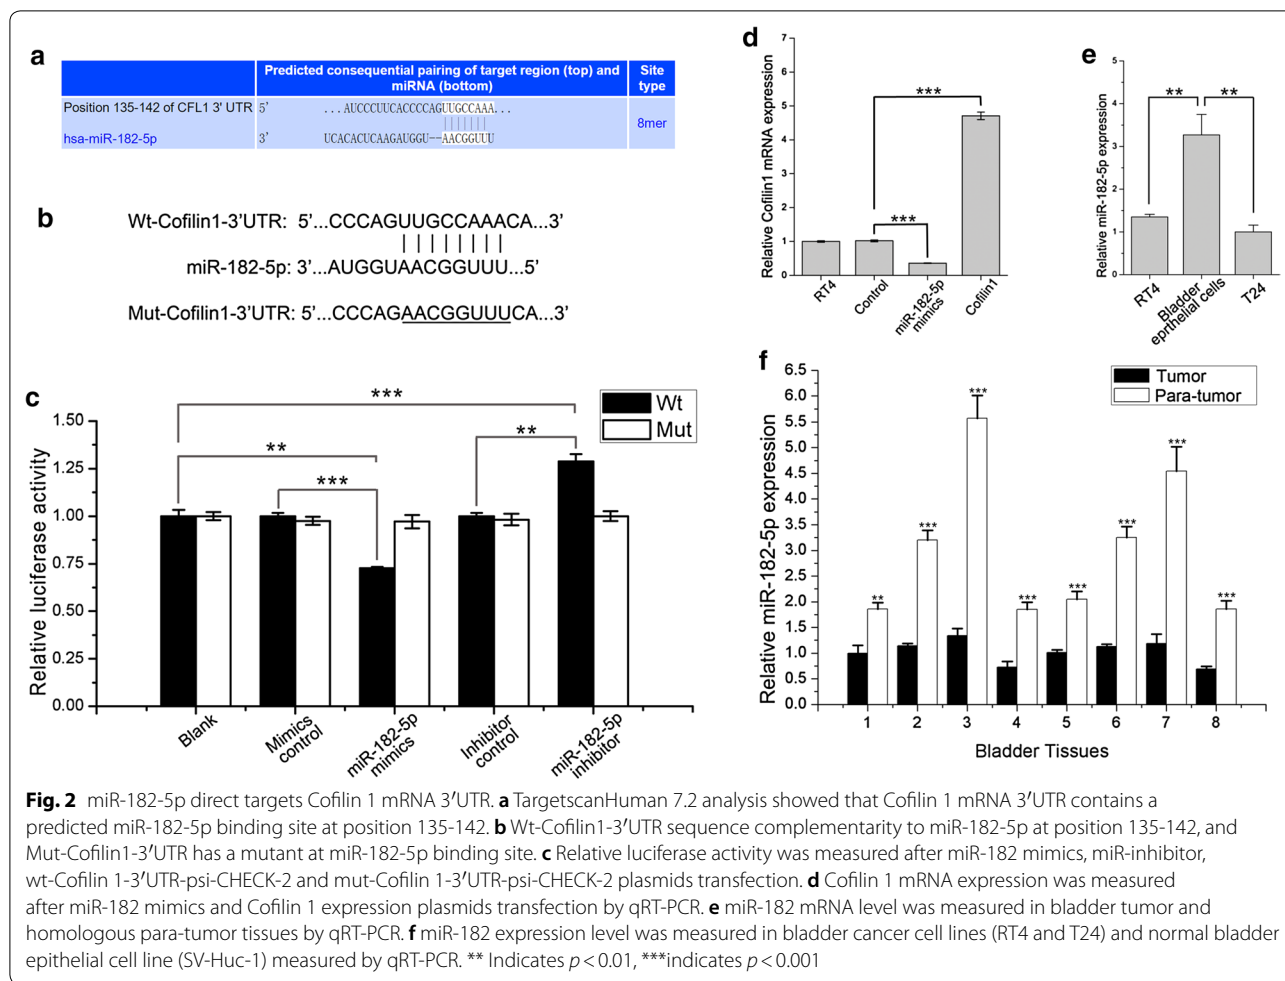 a
Predicted consequential pairing of target region (top) and
miRNA (bottom)
Site
type
Position 135-142 of CFL1 3' UTR 5' ...AUCCCUUCACCCCAGUUGCCAAA...
hsa-miR-182-5p 3' UCACACUCAAGAUGGU--AACGGUUU
8mer
b
Wt-Cofilin1-3'UTR: 5'...CCCAGUUGCCAAACA...3'
miR-182-5p: 3'...AUGGUAACGGUUU...5'
Mut-Cofilin1-3'UTR: 5'...CCCAGAACGGUUUCA...3'
c
Relative luciferase activity
1.50
1.25
1.00
0.75
0.50
0.25
0.00
***
**
***
**
Wt
Mut
Blank
Mimics
control
miR-182-5p
mimics
Inhibitor
control
miR-182-5p
inhibitor
d
Relative Cofilin1 mRNA expression
7
6
5
4
3
2
1
0
***
***
RT4
Control
miR-182-5p
mimics
Cofilin1
e
Relative miR-182-5p expression
5
4
3
2
1
0
**
**
RT4
Bladder
eprthelial cells
T24
f
Relative miR-182-5p expression
6.5
6.0
5.5
5.0
4.5
4.0
3.5
3.0
2.5
2.0
1.5
1.0
0.5
0.0
Tumor
Para-tumor
**
***
***
***
***
***
***
***
1 2 3 4 5 6 7 8
Bladder Tissues
Fig. 2 miR-182-5p direct targets Cofilin 1 mRNA 3′UTR. a TargetscanHuman 7.2 analysis showed that Cofilin 1 mRNA 3′UTR contains a
predicted miR-182-5p binding site at position 135-142. b Wt-Cofilin1-3′UTR sequence complementarity to miR-182-5p at position 135-142, and
Mut-Cofilin1-3′UTR has a mutant at miR-182-5p binding site. c Relative luciferase activity was measured after miR-182 mimics, miR-inhibitor,
wt-Cofilin 1-3′UTR-psi-CHECK-2 and mut-Cofilin 1-3′UTR-psi-CHECK-2 plasmids transfection. d Cofilin 1 mRNA expression was measured
after miR-182 mimics and Cofilin 1 expression plasmids transfection by qRT-PCR. e miR-182 mRNA level was measured in bladder tumor and
homologous para-tumor tissues by qRT-PCR. f miR-182 expression level was measured in bladder cancer cell lines (RT4 and T24) and normal bladder
epithelial cell line (SV-Huc-1) measured by qRT-PCR. ** Indicates p < 0.01, ***indicates p < 0.001